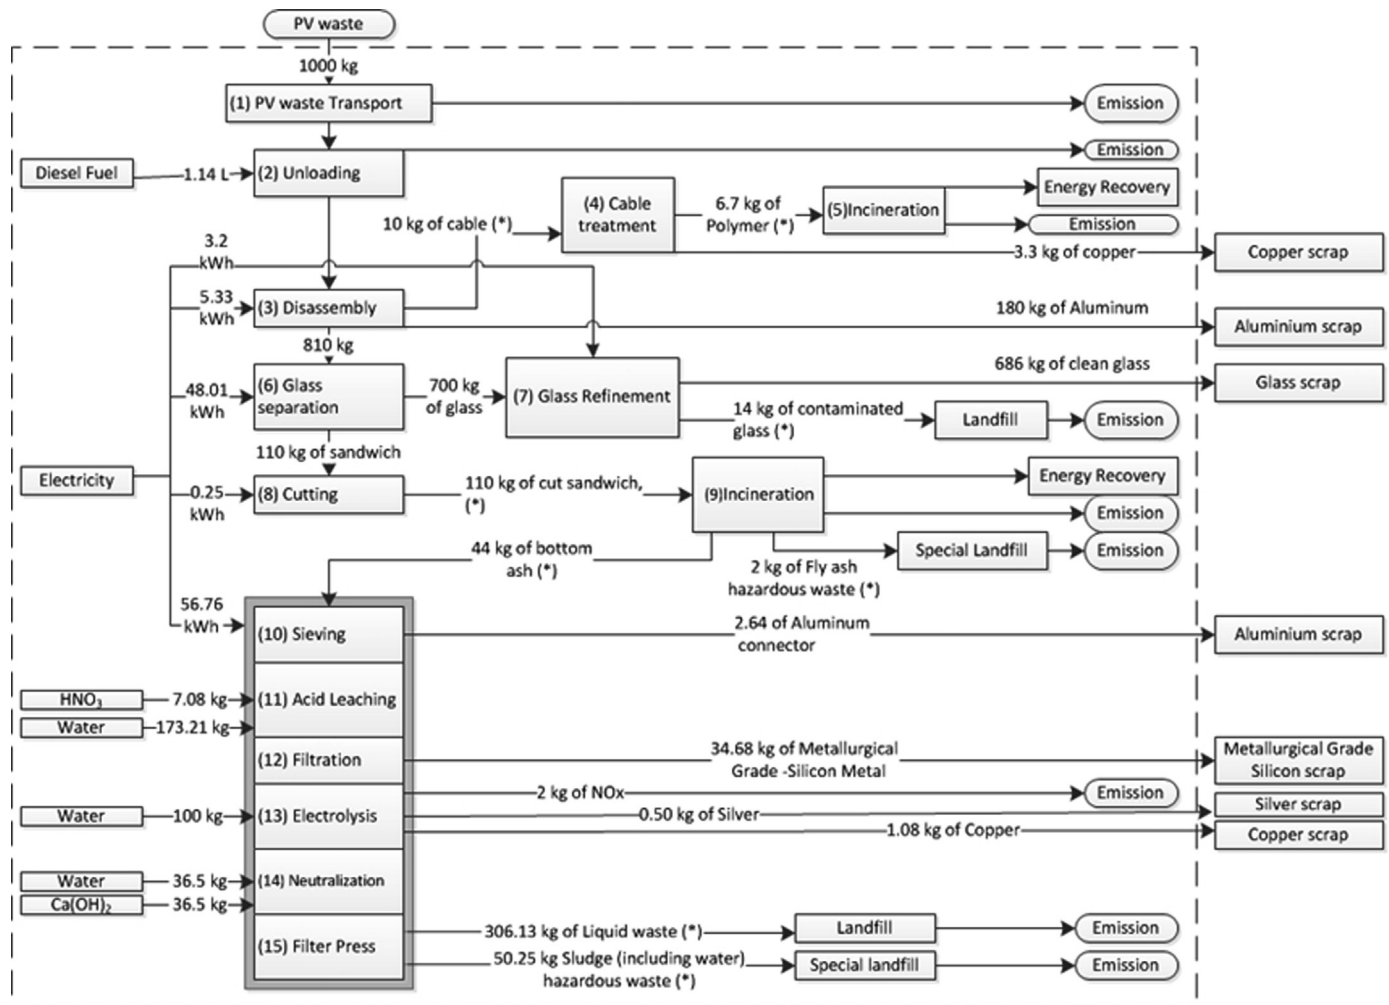 PV waste
1000 kg
(1) PV waste Transport
Emission
Diesel Fuel
1.14 L
(2) Unloading
Emission
(4) Cable
treatment
6.7 kg of
Polymer (*)
(5)Incineration
Energy Recovery
Emission
10 kg of cable (*)
3.3 kg of copper
Copper scrap
3.2
kWh
5.33
kWh
(3) Disassembly
180 kg of Aluminum
Aluminium scrap
810 kg
48.01
kWh
(6) Glass
separation
700 kg
of glass
(7) Glass Refinement
686 kg of clean glass
Glass scrap
14 kg of contaminated
glass (*)
Landfill
Emission
110 kg of sandwich
Electricity
0.25
kWh
(8) Cutting
110 kg of cut sandwich,
(*)
(9)Incineration
Energy Recovery
Emission
Special Landfill
Emission
44 kg of bottom
ash (*)
2 kg of Fly ash
hazardous waste (*)
56.76
kWh
(10) Sieving
2.64 of Aluminum
connector
Aluminium scrap
HNO3
7.08 kg
(11) Acid Leaching
Water
173.21 kg
(12) Filtration
34.68 kg of Metallurgical
Grade -Silicon Metal
Metallurgical Grade
Silicon scrap
2 kg of NOx
Emission
Water
100 kg
(13) Electrolysis
0.50 kg of Silver
Silver scrap
1.08 kg of Copper
Copper scrap
Water
36.5 kg
(14) Neutralization
Ca(OH)2
36.5 kg
(15) Filter Press
306.13 kg of Liquid waste (*)
Landfill
Emission
50.25 kg Sludge (including water)
hazardous waste (*)
Special landfill
Emission